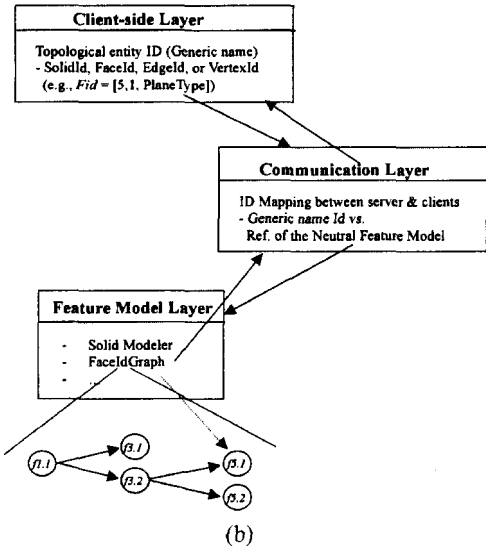 Client-side Layer
Topological entity ID (Generic name)
- SolidId, FaceId, EdgeId, or VertexId
(e.g., Fid = [5,1, PlaneType])
Communication Layer
ID Mapping between server & clients
- Generic name Id vs.
Ref. of the Neutral Feature Model
Feature Model Layer
- Solid Modeler
- FaceIdGraph
- ...
f1.1
f3.1
f3.2
f5.1
f5.2
(b)